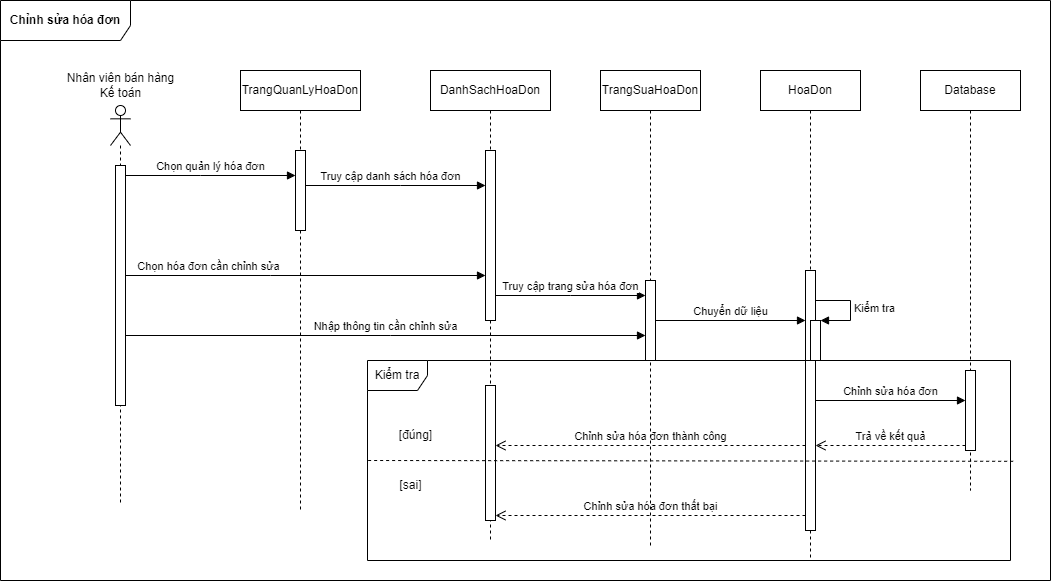 Chỉnh sửa hóa đơn
Nhân viên bán hàng
Kế toán
TrangQuanLyHoaDon
DanhSachHoaDon
TrangSuaHoaDon
HoaDon
Database
Chọn quản lý hóa đơn
Truy cập danh sách hóa đơn
Chọn hóa đơn cần chỉnh sửa
Truy cập trang sửa hóa đơn
Chuyển dữ liệu
Kiểm tra
Nhập thông tin cần chỉnh sửa
Kiểm tra
Chỉnh sửa hóa đơn
[đúng]
Chỉnh sửa hóa đơn thành công
Trả về kết quả
[sai]
Chỉnh sửa hóa đơn thất bại